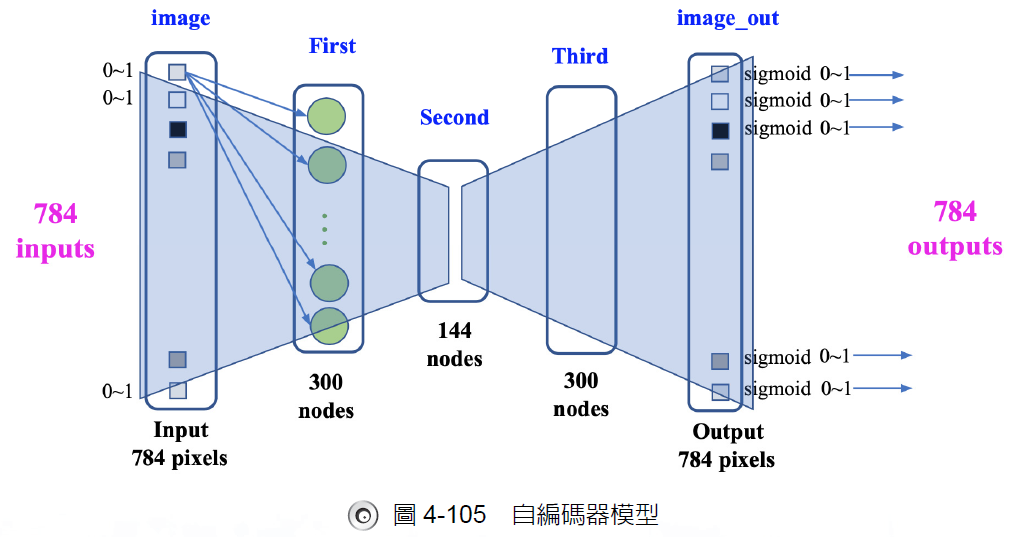 image
First
Second
Third
image_out
0~1
0~1
784
inputs
0~1
Input
784 pixels
300
nodes
144
nodes
300
nodes
sigmoid 0~1
sigmoid 0~1
sigmoid 0~1
784
outputs
sigmoid 0~1
sigmoid 0~1
Output
784 pixels
圖 4-105 自編碼器模型